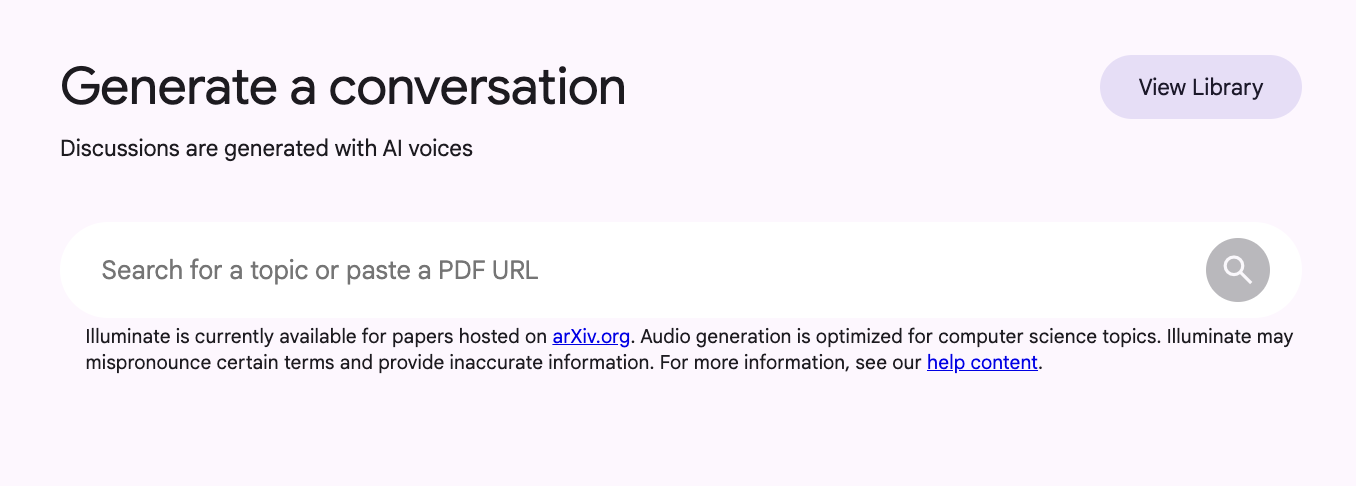 Generate a conversation
View Library
Discussions are generated with AI voices
Search for a topic or paste a PDF URL
Illuminate is currently available for papers hosted on arXiv.org. Audio generation is optimized for computer science topics. Illuminate may
mispronounce certain terms and provide inaccurate information. For more information, see our help content.